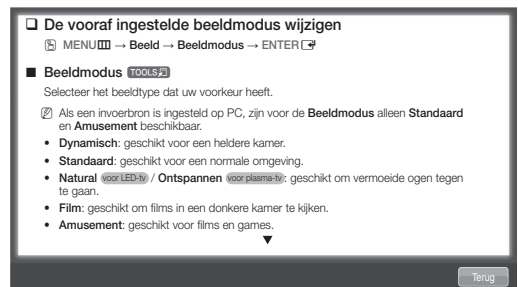 ❑ De vooraf ingestelde beeldmodus wijzigen
MENU → Beeld → Beeldmodus → ENTER
■ Beeldmodus TOOLS
Selecteer het beeldtype dat uw voorkeur heeft.
Als een invoerbron is ingesteld op PC, zijn voor de Beeldmodus alleen Standaard
en Amusement beschikbaar.
• Dynamisch: geschikt voor een heldere kamer.
• Standaard: geschikt voor een normale omgeving.
• Natural voor LED-tv / Ontspannen voor plasma-tv: geschikt om vermoeide ogen tegen
te gaan.
• Film: geschikt om films in een donkere kamer te kijken.
• Amusement: geschikt voor films en games.
▼
Terug